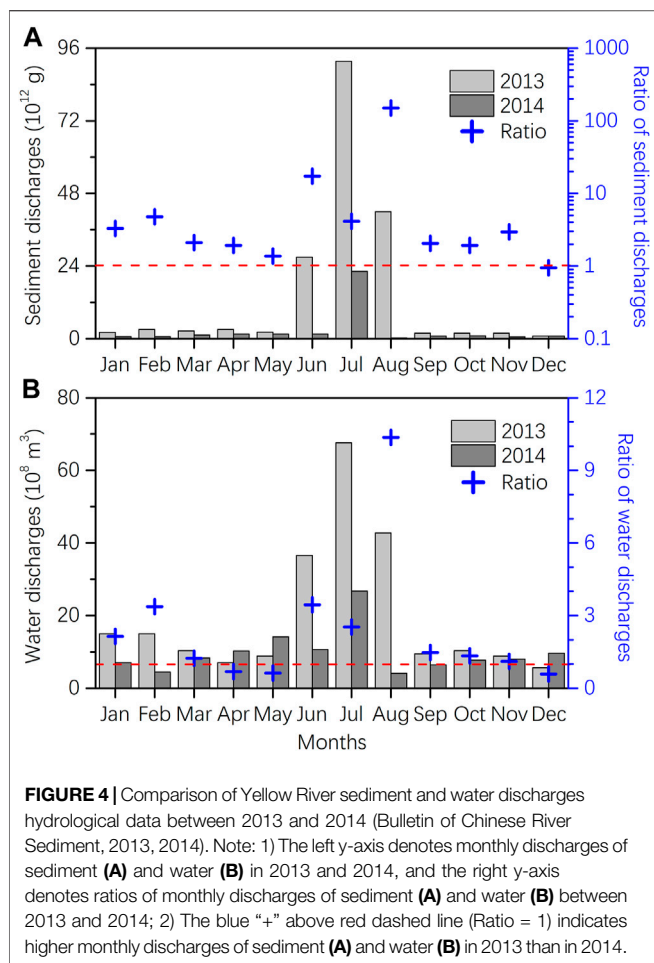 A
Sediment discharges (10¹² g)
96
72
48
24
0
2013
2014
Ratio
1000
100
10
1
0.1
Ratio of sediment discharges
Jan Feb Mar Apr May Jun Jul Aug Sep Oct Nov Dec
B
Water discharges (10⁸ m³)
80
60
40
20
0
2013
2014
Ratio
12
9
6
3
1
0
Ratio of water discharges
Jan Feb Mar Apr May Jun Jul Aug Sep Oct Nov Dec
Months
FIGURE 4 | Comparison of Yellow River sediment and water discharges
hydrological data between 2013 and 2014 (Bulletin of Chinese River
Sediment, 2013, 2014). Note: 1) The left y-axis denotes monthly discharges of
sediment (A) and water (B) in 2013 and 2014, and the right y-axis
denotes ratios of monthly discharges of sediment (A) and water (B) between
2013 and 2014; 2) The blue “+” above red dashed line (Ratio = 1) indicates
higher monthly discharges of sediment (A) and water (B) in 2013 than in 2014.